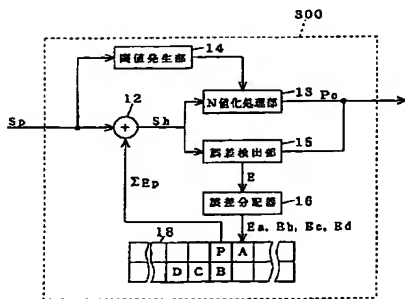 300
閾値発生部
14
12
N値化処理部
13
Po
Sp
+
Sh
誤差検出部
15
E
ΣEp
誤差分配器
16
18
Ea, Eb, Ec, Ed
P A
D C B